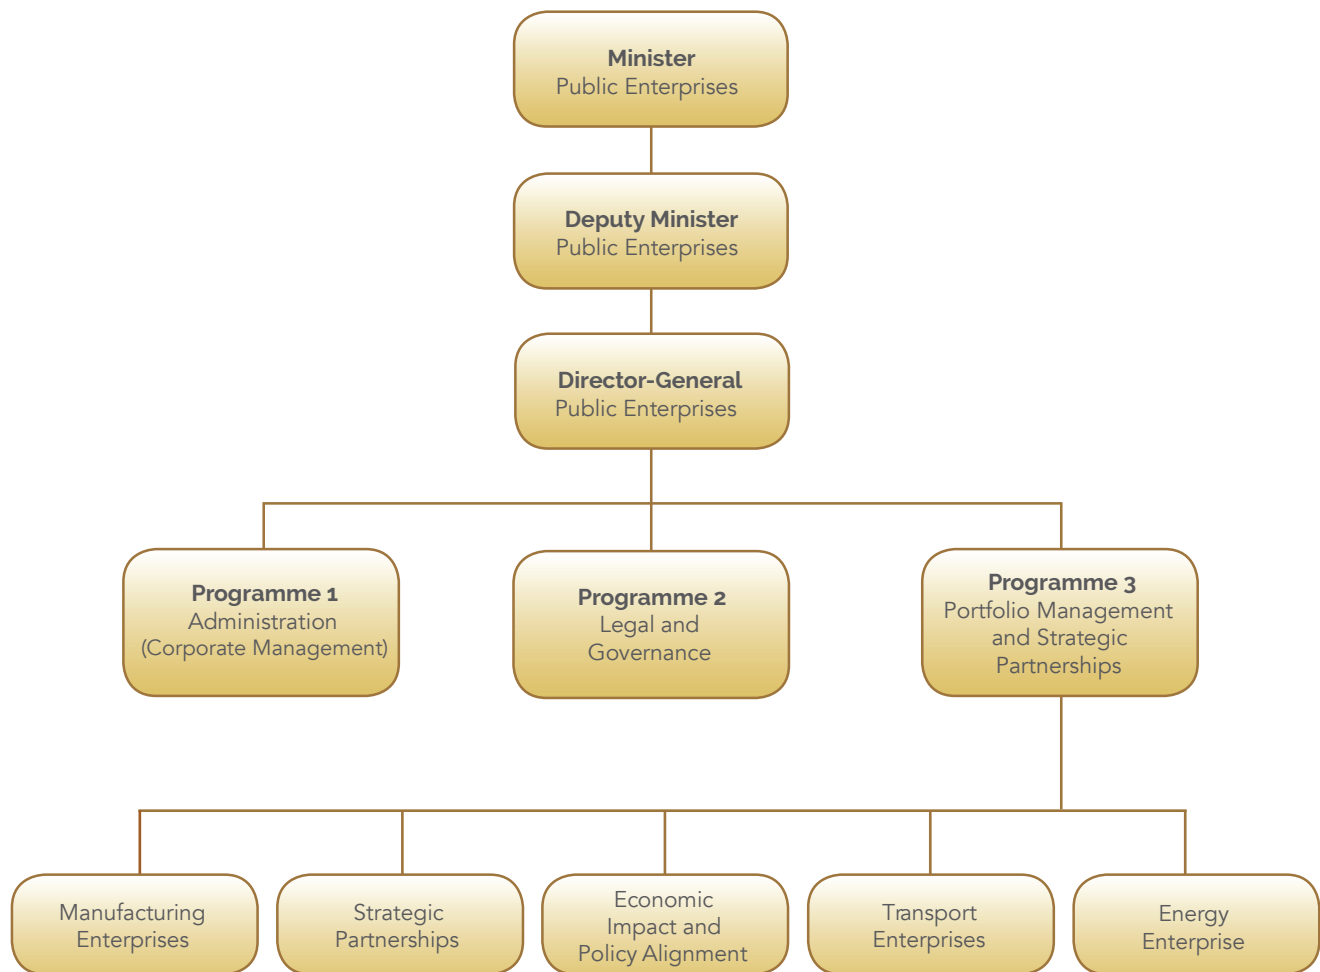 Minister
Public Enterprises
Deputy Minister
Public Enterprises
Director-General
Public Enterprises
Programme 1
Administration
(Corporate Management)
Programme 2
Legal and
Governance
Programme 3
Portfolio Management
and Strategic
Partnerships
Manufacturing
Enterprises
Strategic
Partnerships
Economic
Impact and
Policy Alignment
Transport
Enterprises
Energy
Enterprise